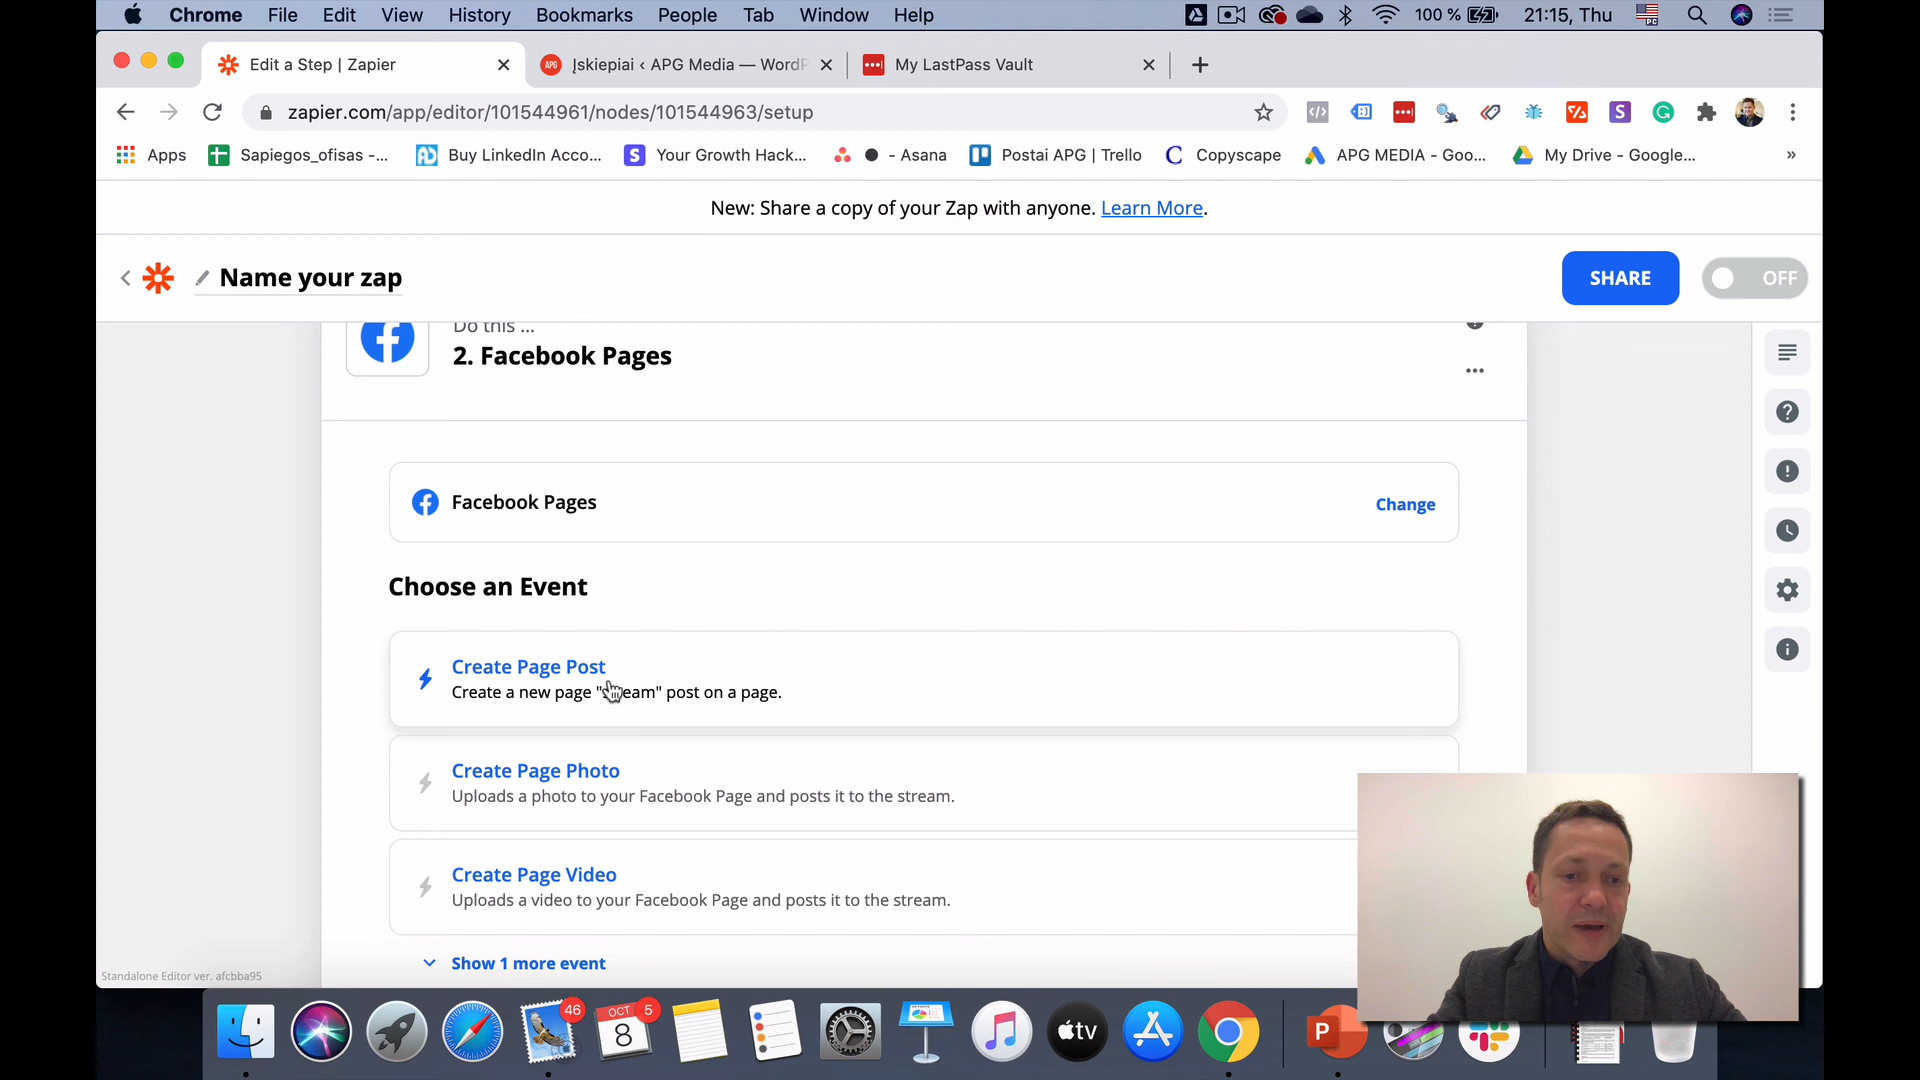 Chrome File Edit View History Bookmarks People Tab Window Help 100 % 21:15, Thu
Edit a Step | Zapier
Įskiepiai ‹ APG Media — WordP
My LastPass Vault
zapier.com/app/editor/101544961/nodes/101544963/setup
Apps Sapiegos_ofisas -... Buy LinkedIn Acco... Your Growth Hack... - Asana Postai APG | Trello Copyscape APG MEDIA - Goo... My Drive - Google... »
New: Share a copy of your Zap with anyone. Learn More.
Name your zap
SHARE
OFF
Do this ...
2. Facebook Pages
Facebook Pages
Change
Choose an Event
Create Page Post
Create a new page " eam" post on a page.
Create Page Photo
Uploads a photo to your Facebook Page and posts it to the stream.
Create Page Video
Uploads a video to your Facebook Page and posts it to the stream.
Show 1 more event
Standalone Editor ver. afcbba95
46
OCT
8
5
tv
P